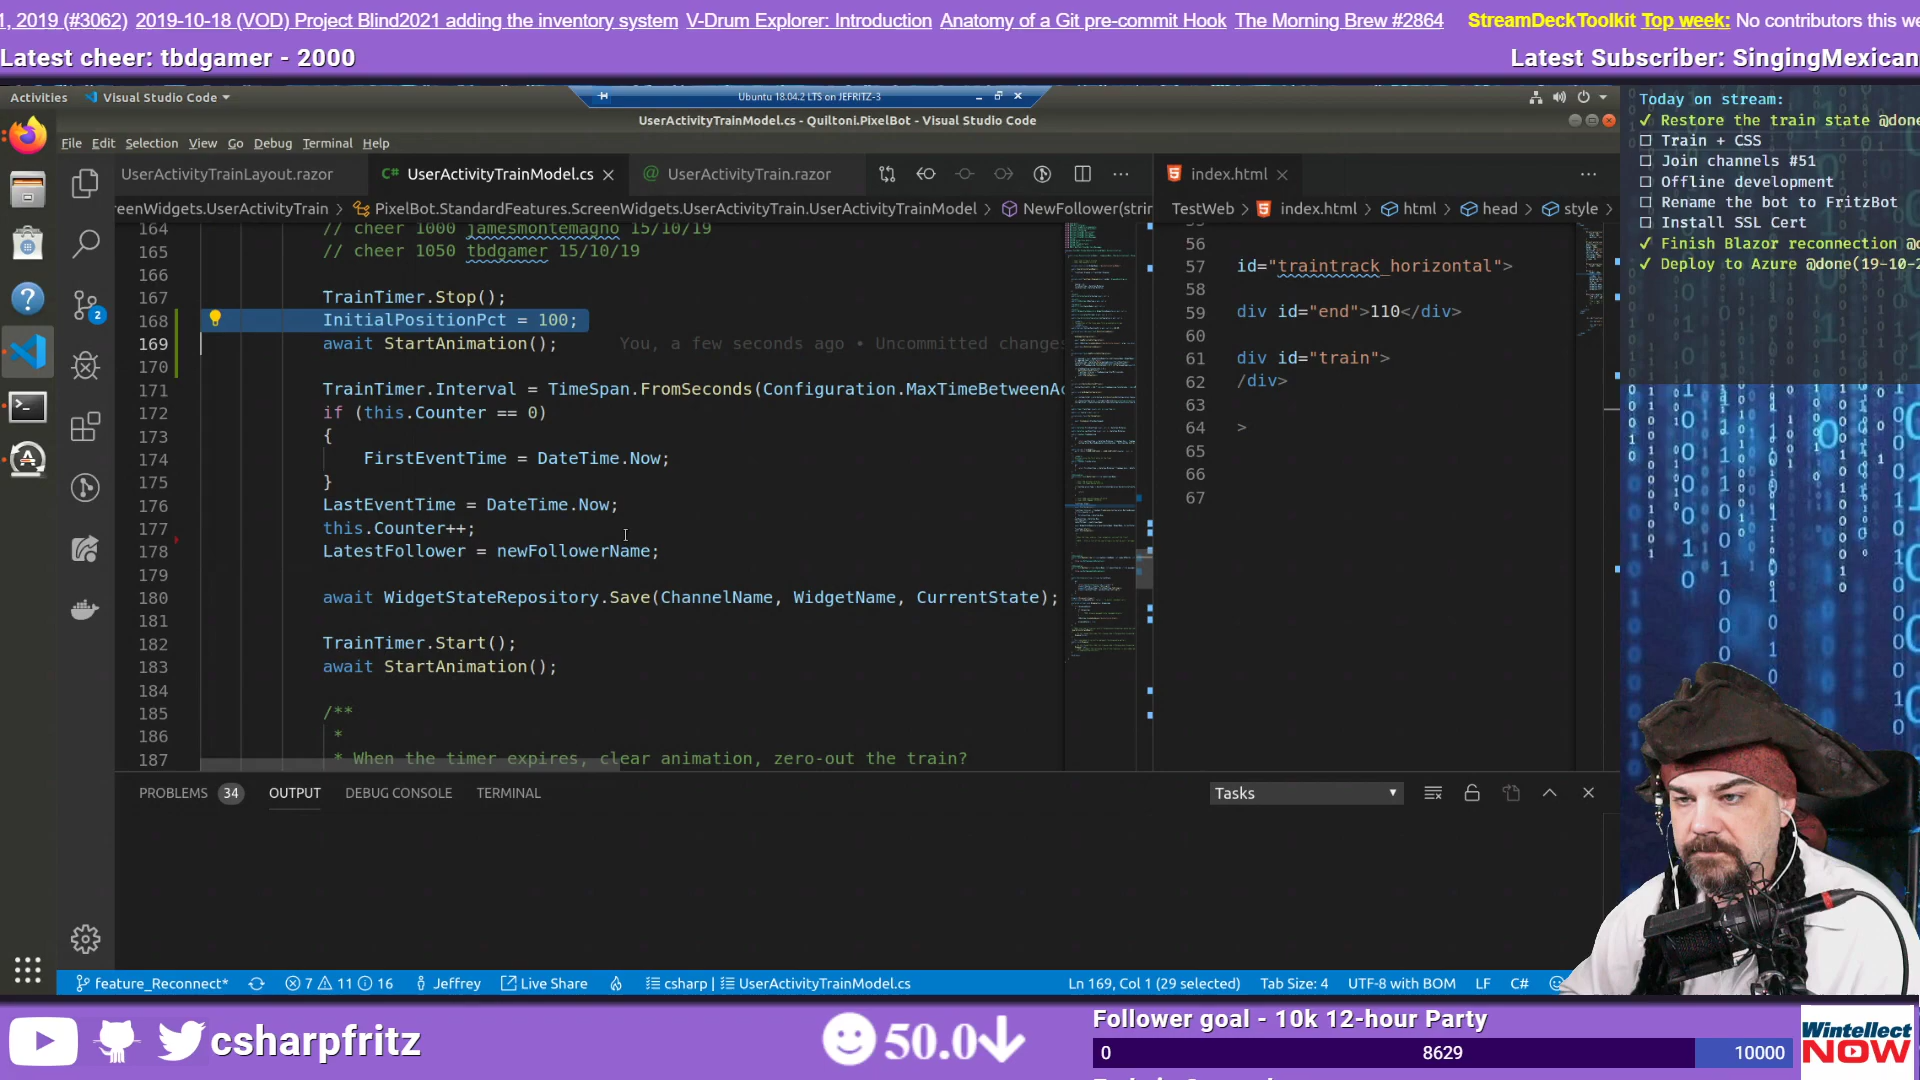 1, 2019 (#3062) 2019-10-18 (VOD) Project Blind2021 adding the inventory system V-Drum Explorer: Introduction Anatomy of a Git pre-commit Hook The Morning Brew #2864 StreamDeckToolkit Top week: No contributors this we
Latest cheer: tbdgamer - 2000
Latest Subscriber: SingingMexican
Activities Visual Studio Code
Ubuntu 18.04.2 LTS on JEFRITZ-3
UserActivityTrainModel.cs - Quiltoni.PixelBot - Visual Studio Code
File Edit Selection View Go Debug Terminal Help
UserActivityTrainLayout.razor
C# UserActivityTrainModel.cs
@ UserActivityTrain.razor
index.html
reenWidgets.UserActivityTrain > PixelBot.StandardFeatures.ScreenWidgets.UserActivityTrain.UserActivityTrainModel > NewFollower(strin
TestWeb > index.html > html > head > style >
164 // cheer 1000 jamesmontemagno 15/10/19
165 // cheer 1050 tbdgamer 15/10/19
166
167 TrainTimer.Stop();
168 InitialPositionPct = 100;
169 await StartAnimation(); You, a few seconds ago • Uncommitted changes
170
171 TrainTimer.Interval = TimeSpan.FromSeconds(Configuration.MaxTimeBetweenAc
172 if (this.Counter == 0)
173 {
174 FirstEventTime = DateTime.Now;
175 }
176 LastEventTime = DateTime.Now;
177 this.Counter++;
178 LatestFollower = newFollowerName;
179
180 await WidgetStateRepository.Save(ChannelName, WidgetName, CurrentState);
181
182 TrainTimer.Start();
183 await StartAnimation();
184
185 /**
186 *
187 * When the timer expires, clear animation, zero-out the train?
56
57 id="traintrack_horizontal">
58
59 div id="end">110</div>
60
61 div id="train">
62 /div>
63
64 >
65
66
67
PROBLEMS 34 OUTPUT DEBUG CONSOLE TERMINAL
Tasks
2
feature_Reconnect* 7 11 16 Jeffrey Live Share csharp | UserActivityTrainModel.cs
Ln 169, Col 1 (29 selected) Tab Size: 4 UTF-8 with BOM LF C#
Today on stream:
✓ Restore the train state @done
☐ Train + CSS
☐ Join channels #51
☐ Offline development
☐ Rename the bot to FritzBot
☐ Install SSL Cert
✓ Finish Blazor reconnection @d
✓ Deploy to Azure @done(19-10-2
csharpfritz
50.0
Follower goal - 10k 12-hour Party
0 8629 10000
Wintellect
NOW